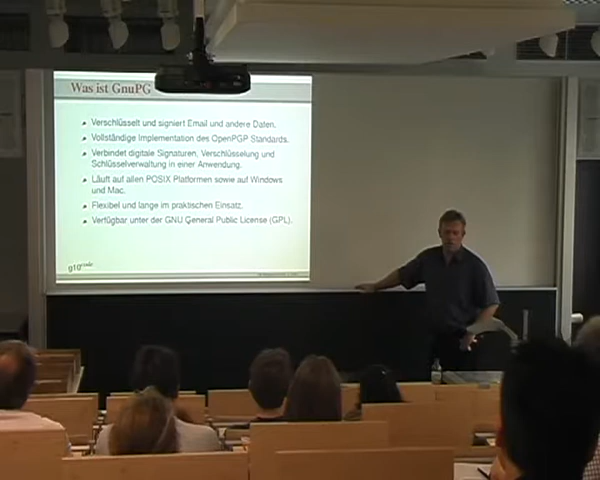 Was ist GnuPG
Verschlüsselt und signiert Email und andere Daten.
Vollständige Implementation des OpenPGP Standards.
Verbindet digitale Signaturen, Verschlüsselung und
Schlüsselverwaltung in einer Anwendung.
Läuft auf allen POSIX Plattformen sowie auf Windows
und Mac.
Flexibel und lange im praktischen Einsatz.
Verfügbar unter der GNU General Public License (GPL).
g10code